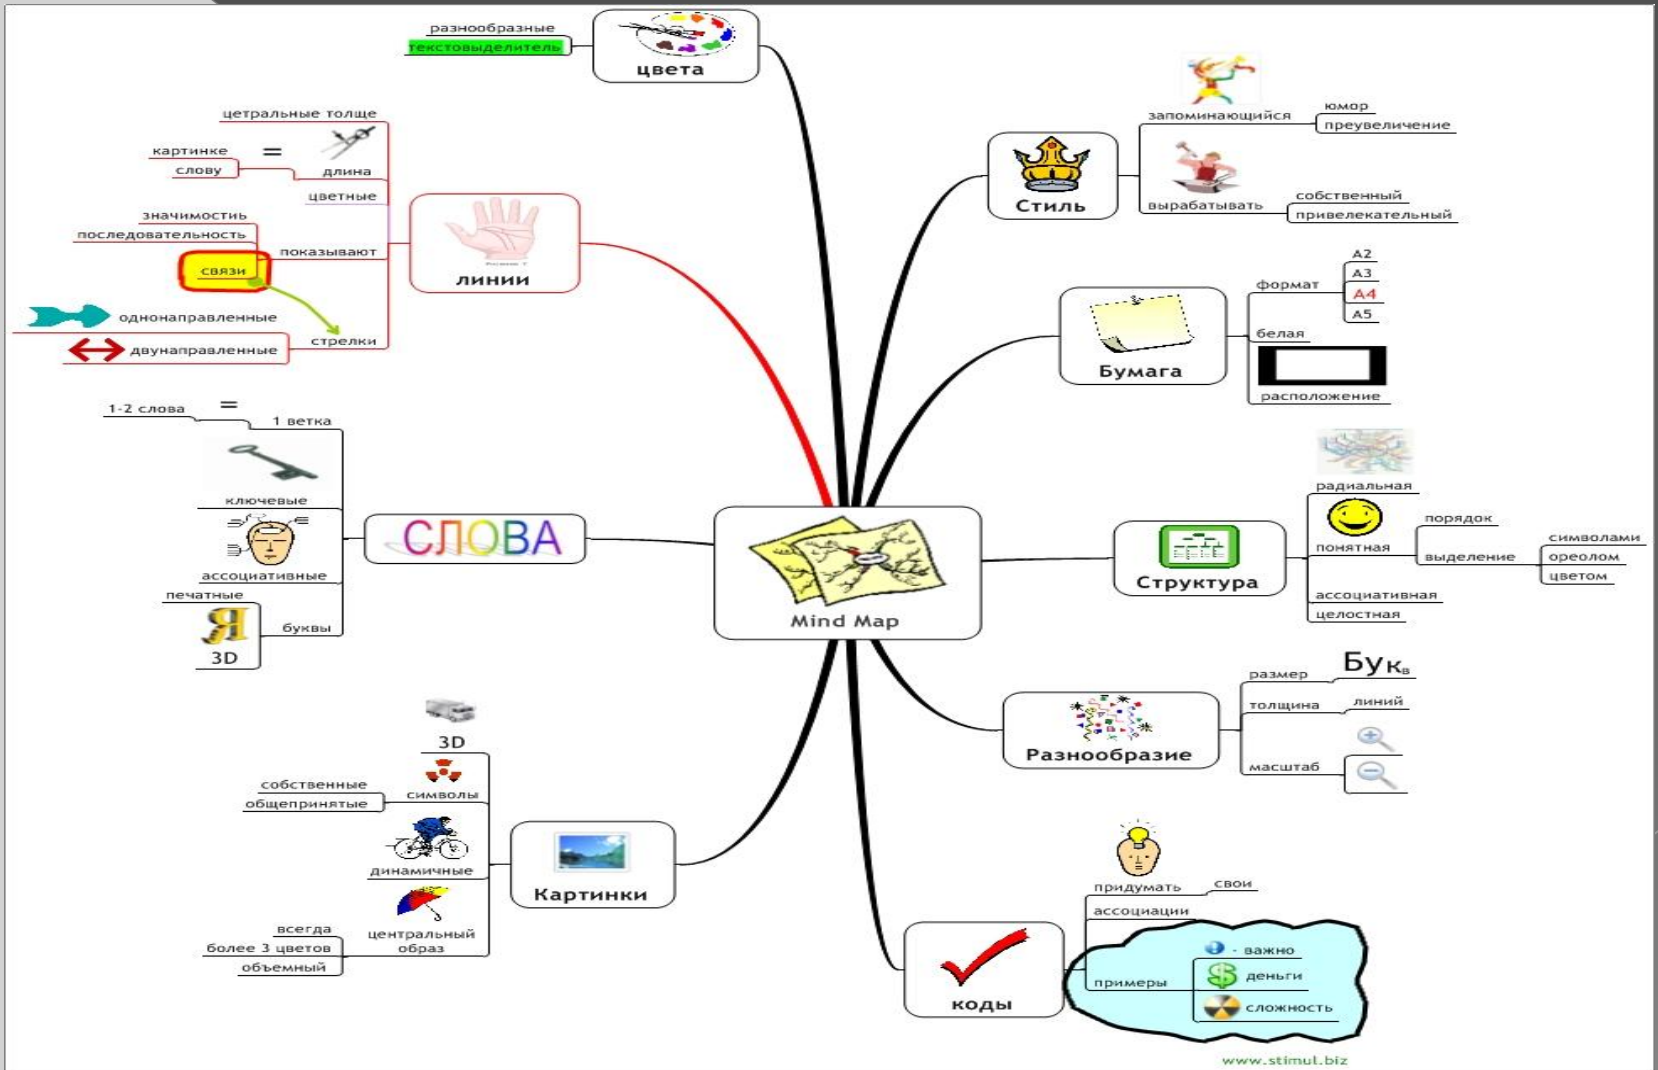 разнообразные
текстовыделитель
цвета
цетральные толще
картинке
=
слову
длина
цветные
значимостиь
последовательность
показывают
связи
однонаправленные
стрелки
двунаправленные
линии
1-2 слова
=
1 ветка
ключевые
ассоциативные
печатные
Я
буквы
3D
СЛОВА
3D
собственные
символы
общепринятые
динамичные
всегда
центральный
образ
более 3 цветов
объемный
Картинки
Mind Map
запоминающийся
юмор
преувеличение
Стиль
вырабатывать
собственный
привелекательный
А2
формат
А3
А4
А5
белая
Бумага
расположение
радиальная
порядок
понятная
выделение
символами
ореолом
цветом
Структура
ассоциативная
целостная
размер
Букв
толщина
линий
Разнообразие
масштаб
придумать
свои
ассоциации
- важно
примеры
деньги
сложность
коды
www.stimul.biz